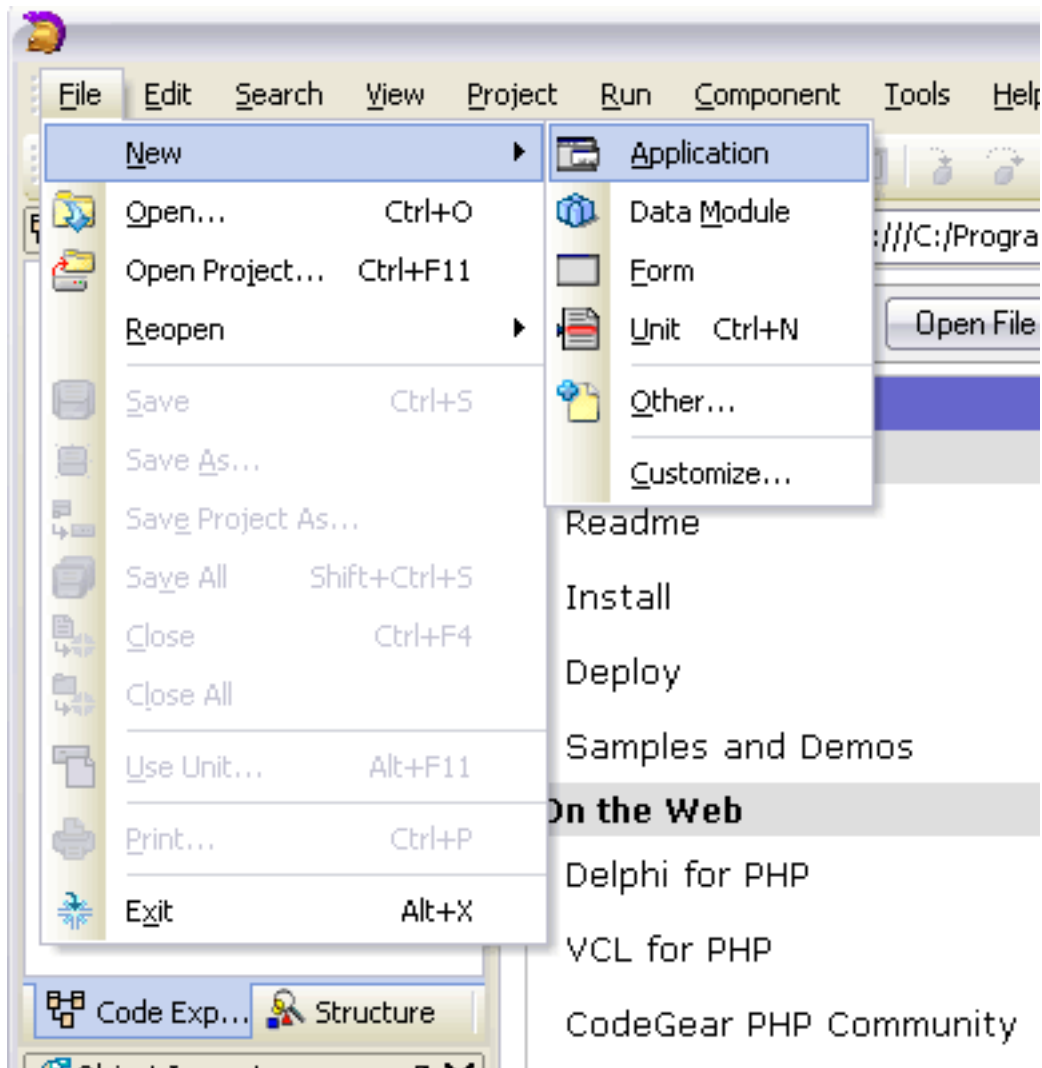 File Edit Search View Project Run Component Tools Help
New
Open... Ctrl+O
Open Project... Ctrl+F11
Reopen
Save Ctrl+S
Save As...
Save Project As...
Save All Shift+Ctrl+S
Close Ctrl+F4
Close All
Use Unit... Alt+F11
Print... Ctrl+P
Exit Alt+X
Application
Data Module
Form
Unit Ctrl+N
Other...
Customize...
:///C:/Progra
Open File
Readme
Install
Deploy
Samples and Demos
On the Web
Delphi for PHP
VCL for PHP
CodeGear PHP Community
Code Exp... Structure